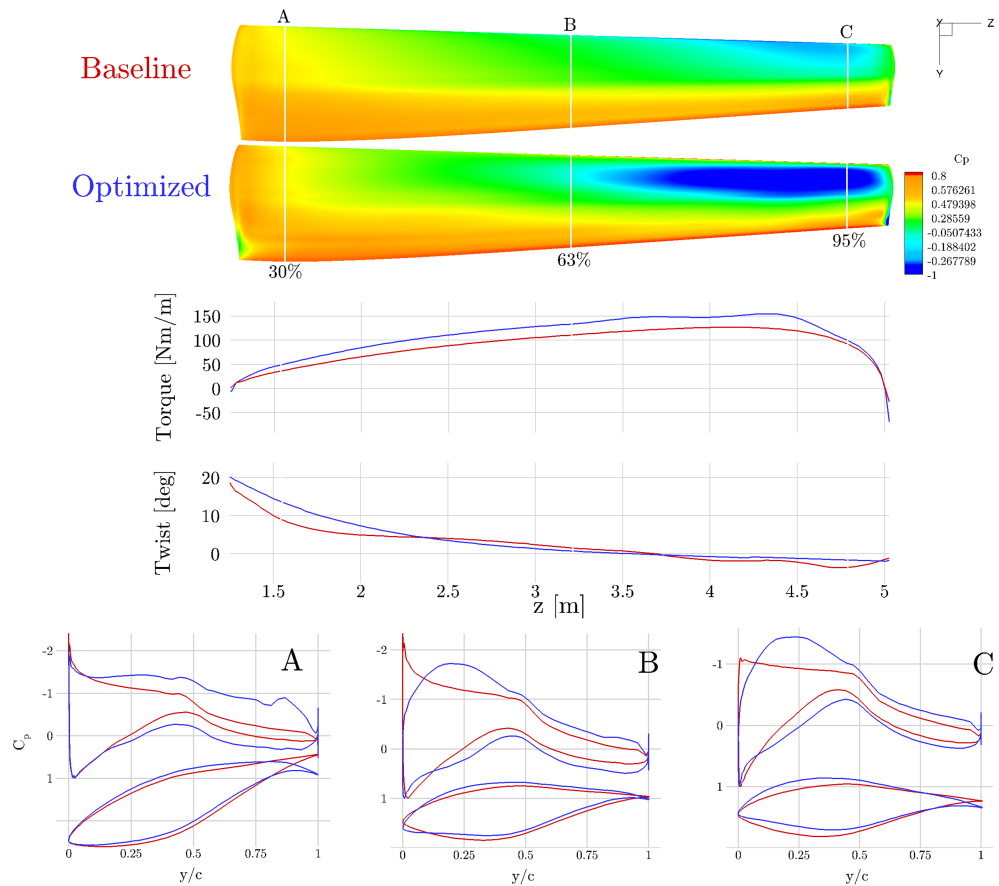 A
B
C
Baseline
Optimized
30%
63%
95%
X
Z
Y
Cp
0.8
0.576261
0.479398
0.28559
-0.0507433
-0.188402
-0.267789
-1
Torque [Nm/m]
150
100
50
0
-50
Twist [deg]
20
10
0
1.5
2
2.5
3
3.5
4
4.5
5
z [m]
A
-2
-1
0
1
Cp
0
0.25
0.5
0.75
1
y/c
B
-2
-1
0
1
0
0.25
0.5
0.75
1
y/c
C
-1
0
1
0
0.25
0.5
0.75
1
y/c